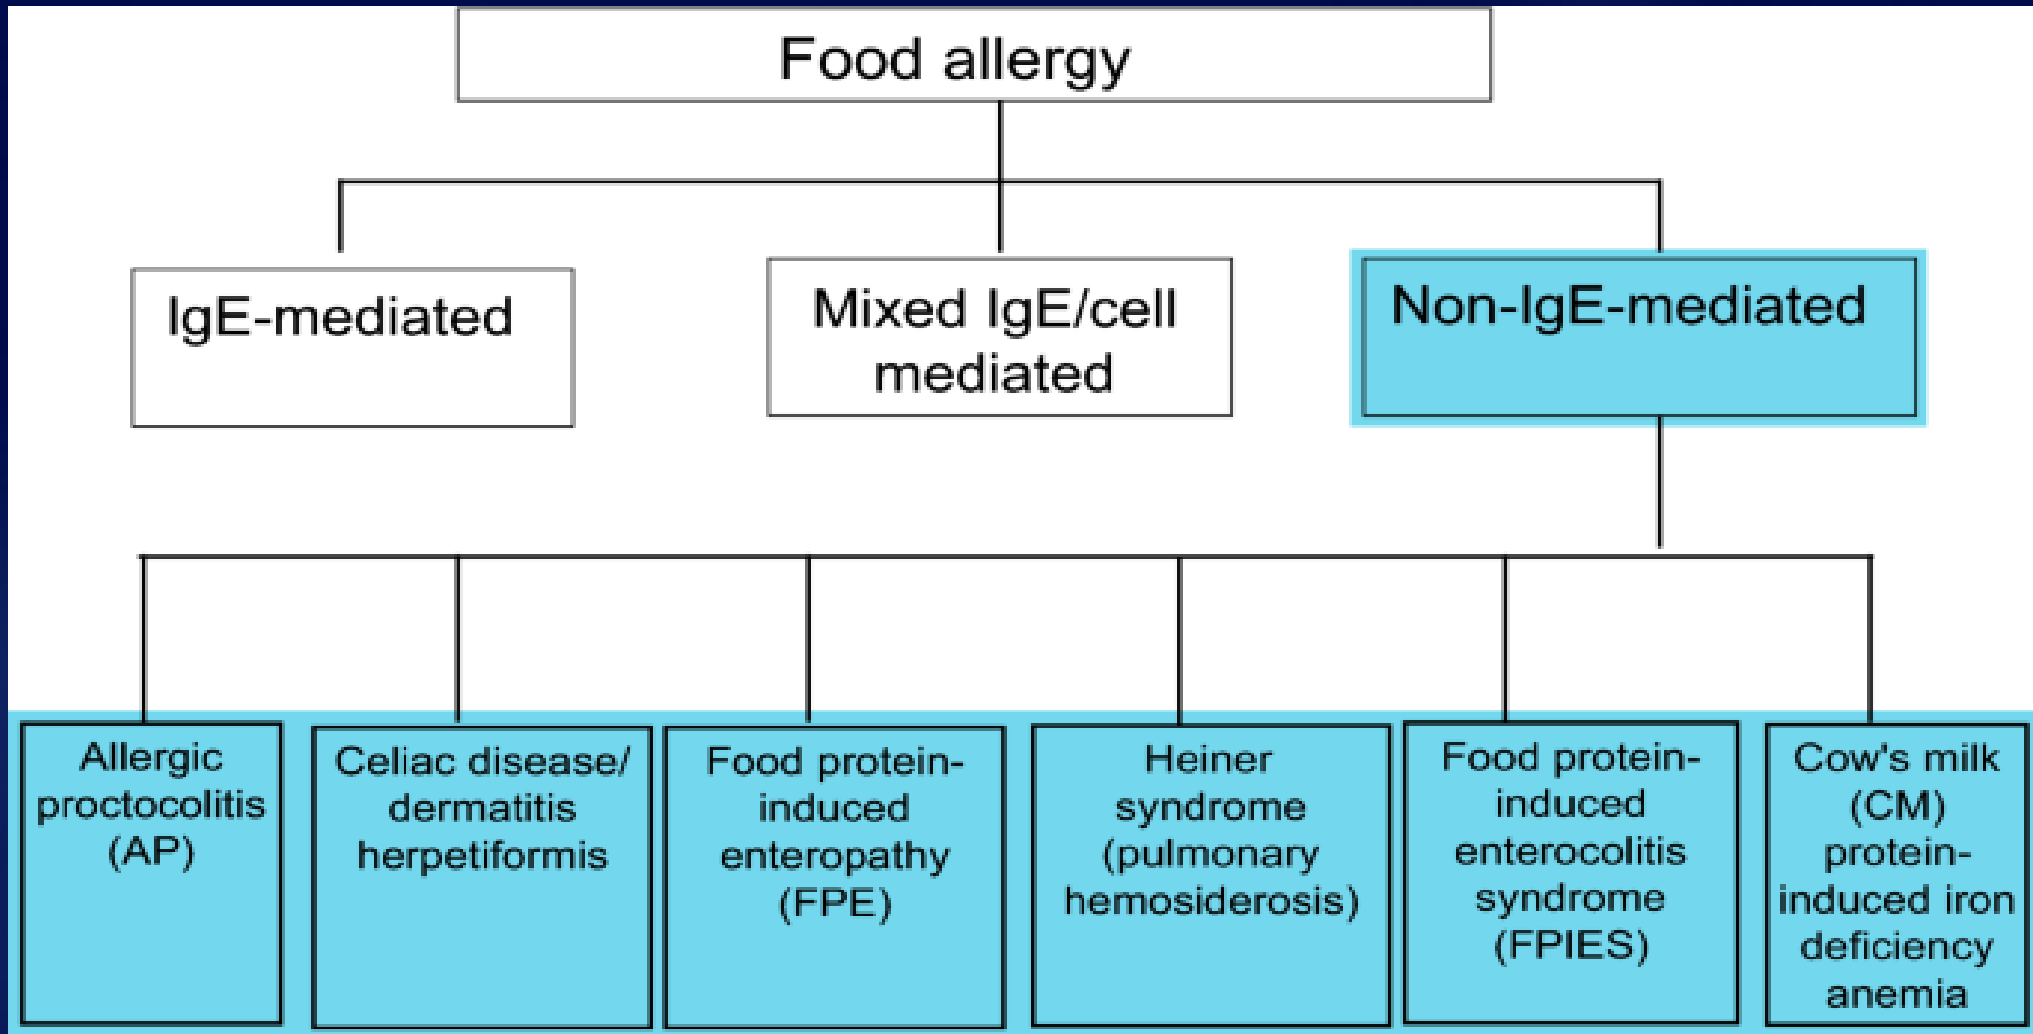 Food allergy
IgE-mediated
Mixed IgE/cell
mediated
Non-IgE-mediated
Allergic
proctocolitis
(AP)
Celiac disease/
dermatitis
herpetiformis
Food protein-
induced
enteropathy
(FPE)
Heiner
syndrome
(pulmonary
hemosiderosis)
Food protein-
induced
enterocolitis
syndrome
(FPIES)
Cow's milk
(CM)
protein-
induced iron
deficiency
anemia